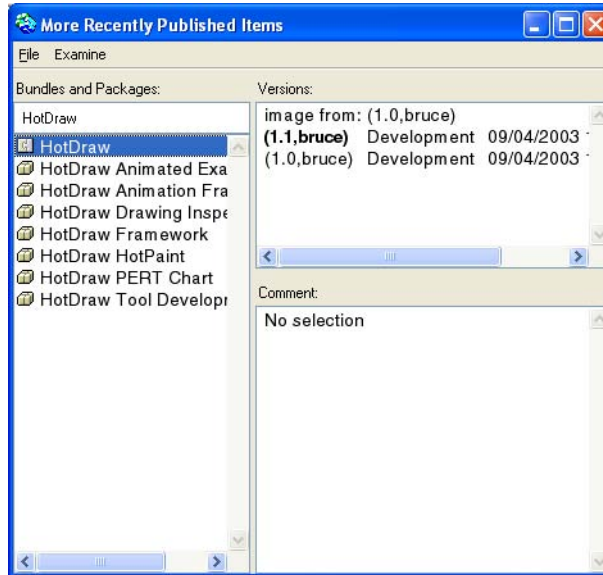 More Recently Published Items
File Examine
Bundles and Packages:
HotDraw
HotDraw
HotDraw Animated Exa
HotDraw Animation Fra
HotDraw Drawing Inspe
HotDraw Framework
HotDraw HotPaint
HotDraw PERT Chart
HotDraw Tool Developr
Versions:
image from: (1.0,bruce)
(1.1,bruce) Development 09/04/2003
(1.0,bruce) Development 09/04/2003
Comment:
No selection